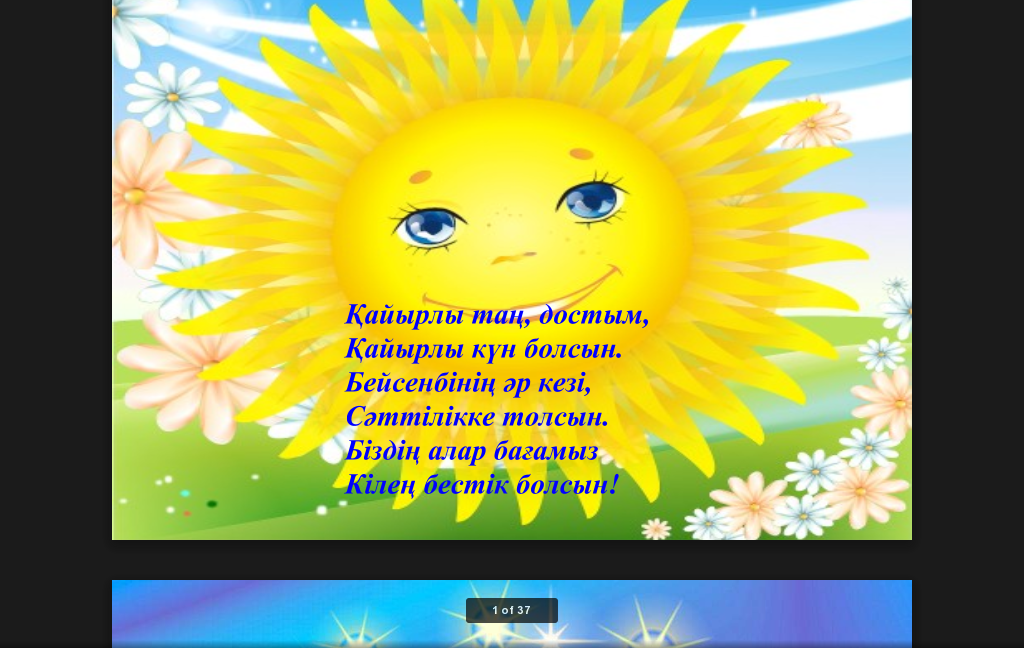 Қайырлы таң, достым,
Қайырлы күн болсын.
Бейсенбінің әр кезі,
Сәттілікке толсын.
Біздің алар бағамыз
Кілең бестік болсын!
1 of 37